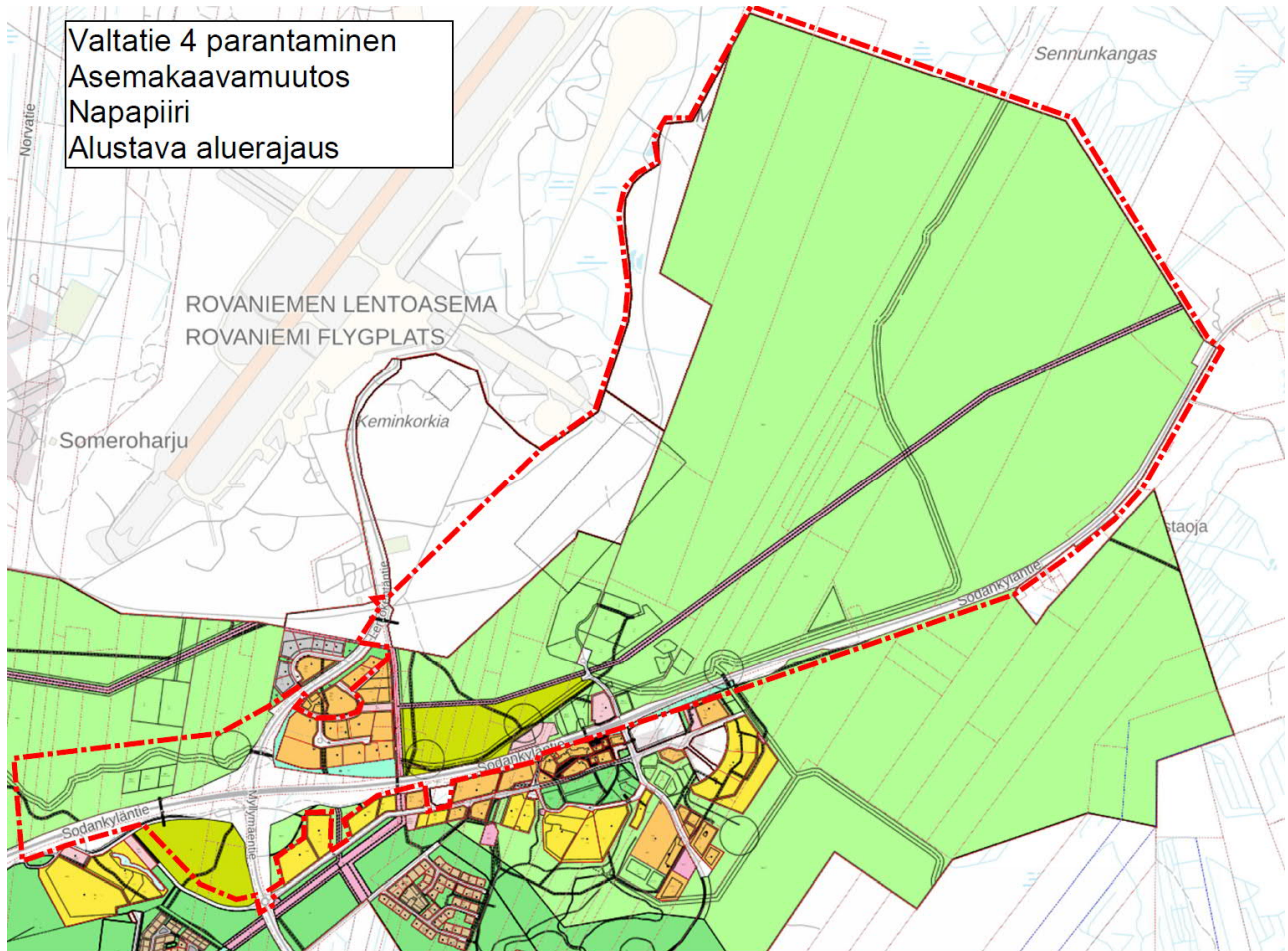 Valtatie 4 parantaminen
Asemakaavamuutos
Napapiiri
Alustava aluerajaus
Sennunkangas
Norvatie
ROVANIEMEN LENTOASEMA
ROVANIEMI FLYGPLATS
Keminkorkia
Someroharju
staoja
Sodankyläntie
Sodankyläntie
Sodankyläntie
Myllymäentie